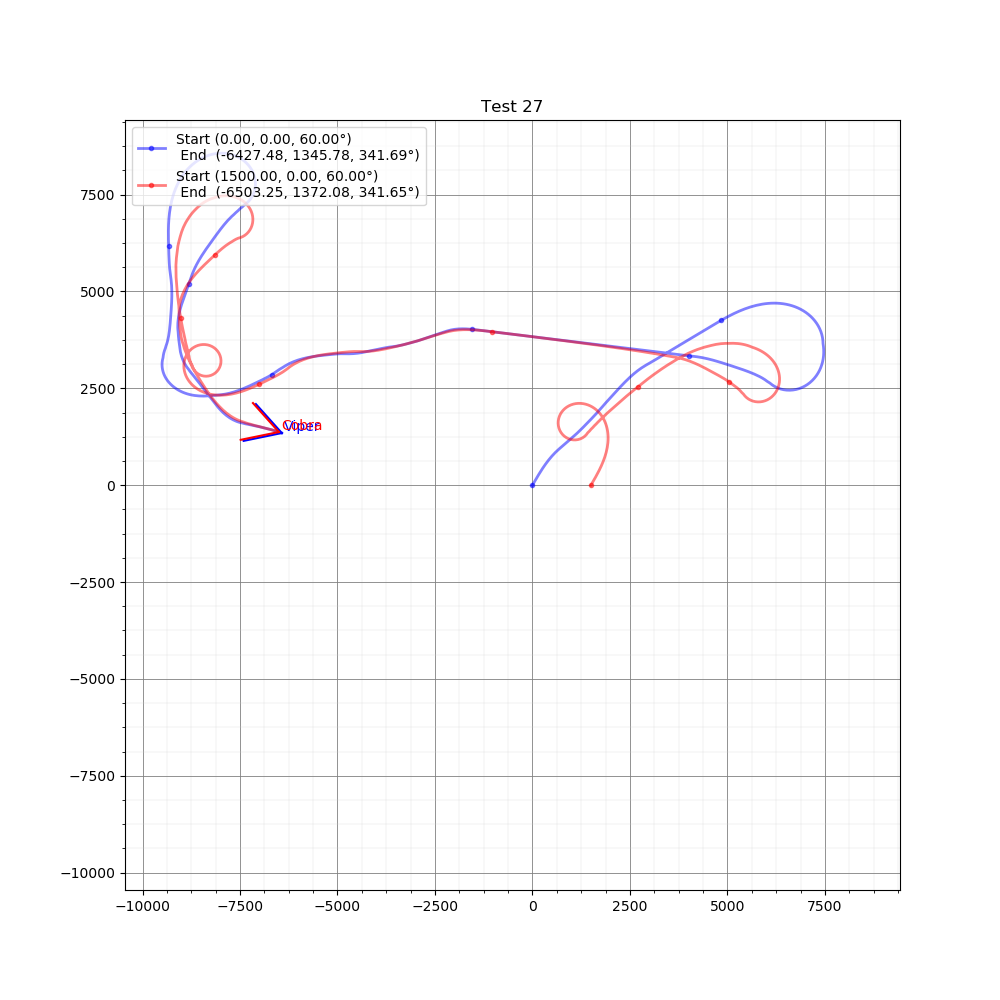 Test 27
Start (0.00, 0.00, 60.00°)
End (-6427.48, 1345.78, 341.69°)
Start (1500.00, 0.00, 60.00°)
End (-6503.25, 1372.08, 341.65°)
7500
5000
2500
0
−2500
−5000
−7500
−10000
Cobra
Viper
−10000 −7500 −5000 −2500 0 2500 5000 7500